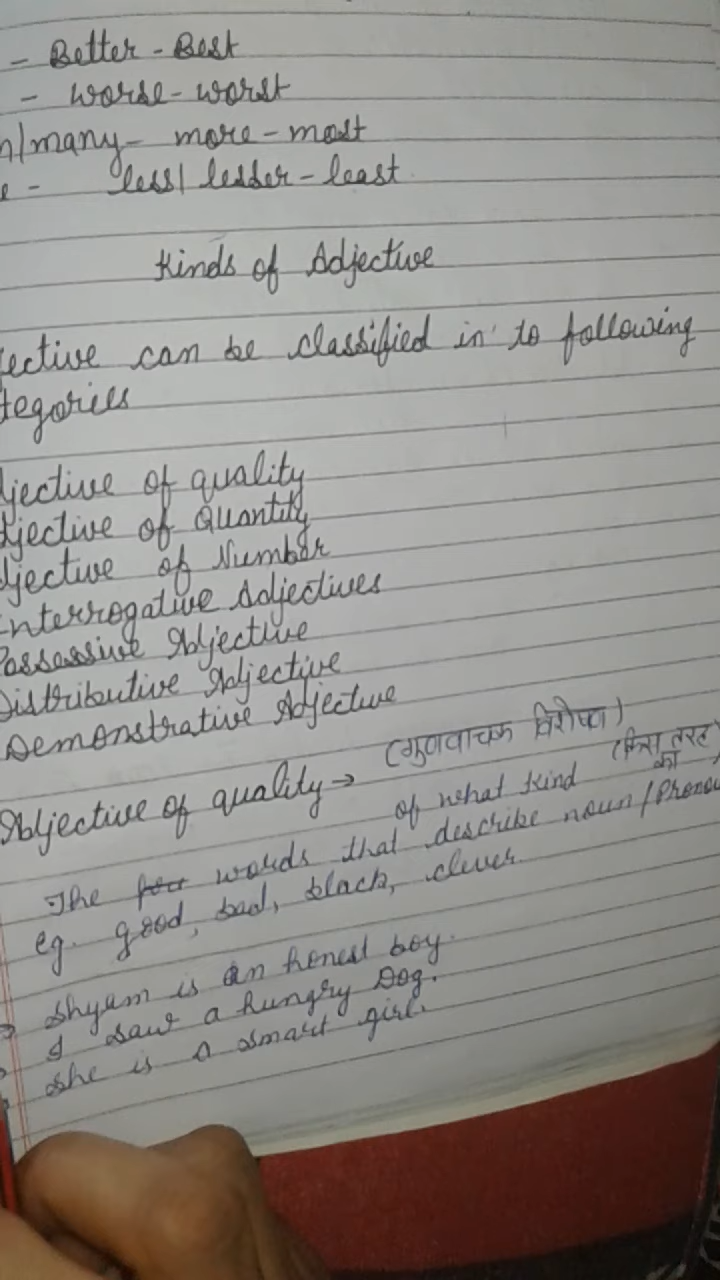 - Better - Best
- worse - worst
/many - more - most
- less/ lesser - least
Kinds of Adjective
ective can be classified in to following
tegories
jective of quality
djective of Quantity
djective of Number
Interrogative Adjectives
Possessive Adjective
Distributive Adjective
Demonstrative Adjective
Adjective of quality → (गुणवाचक विशेषण)
of what kind (किस तरह का)
The words that describe noun / Pronou
eg. good, bad, black, clever
Shyam is an honest boy.
I saw a hungry Dog.
She is a smart girl.